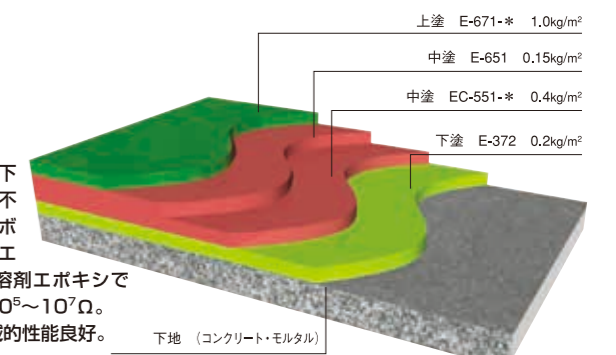 上塗 E-671-* 1.0kg/m²
中塗 E-651 0.15kg/m²
中塗 EC-551-* 0.4kg/m²
下塗 E-372 0.2kg/m²
下
不
ボ
エ
溶剤エポキシで
0⁵～10⁷Ω。
的性能良好。
下地 (コンクリート・モルタル)